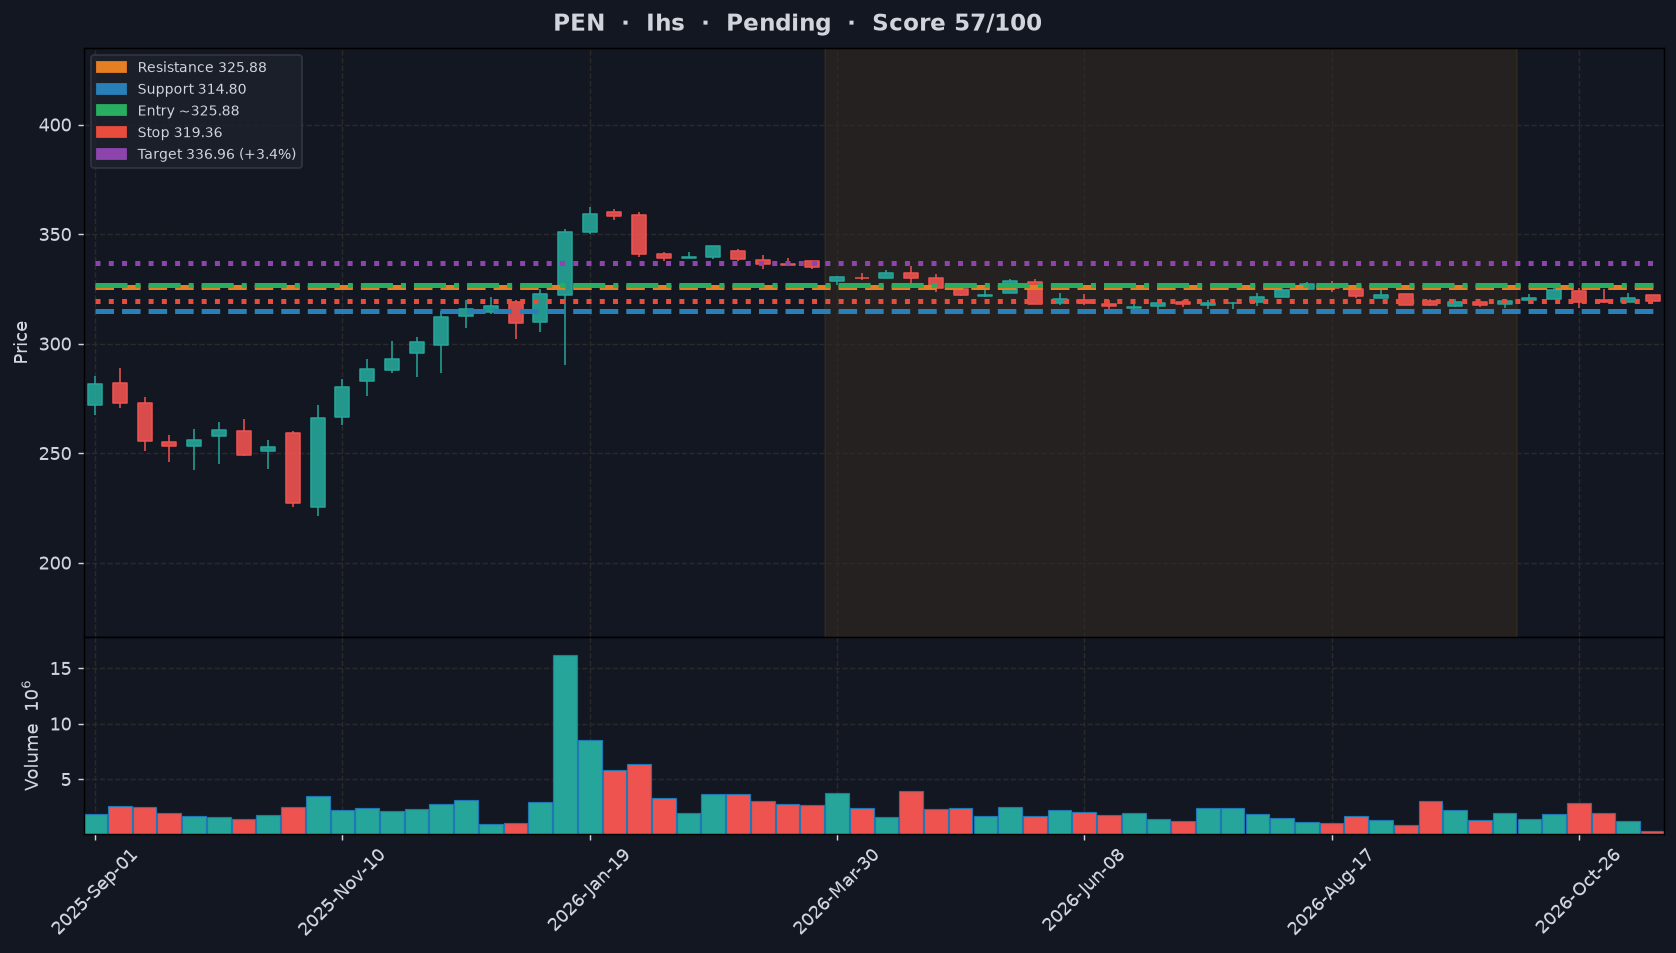 PEN · Ihs · Pending · Score 57/100
Resistance 325.88
Support 314.80
Entry ~325.88
Stop 319.36
Target 336.96 (+3.4%)
Price
400
350
300
250
200
Volume 10⁶
15
10
5
2025-Sep-01
2025-Nov-10
2026-Jan-19
2026-Mar-30
2026-Jun-08
2026-Aug-17
2026-Oct-26